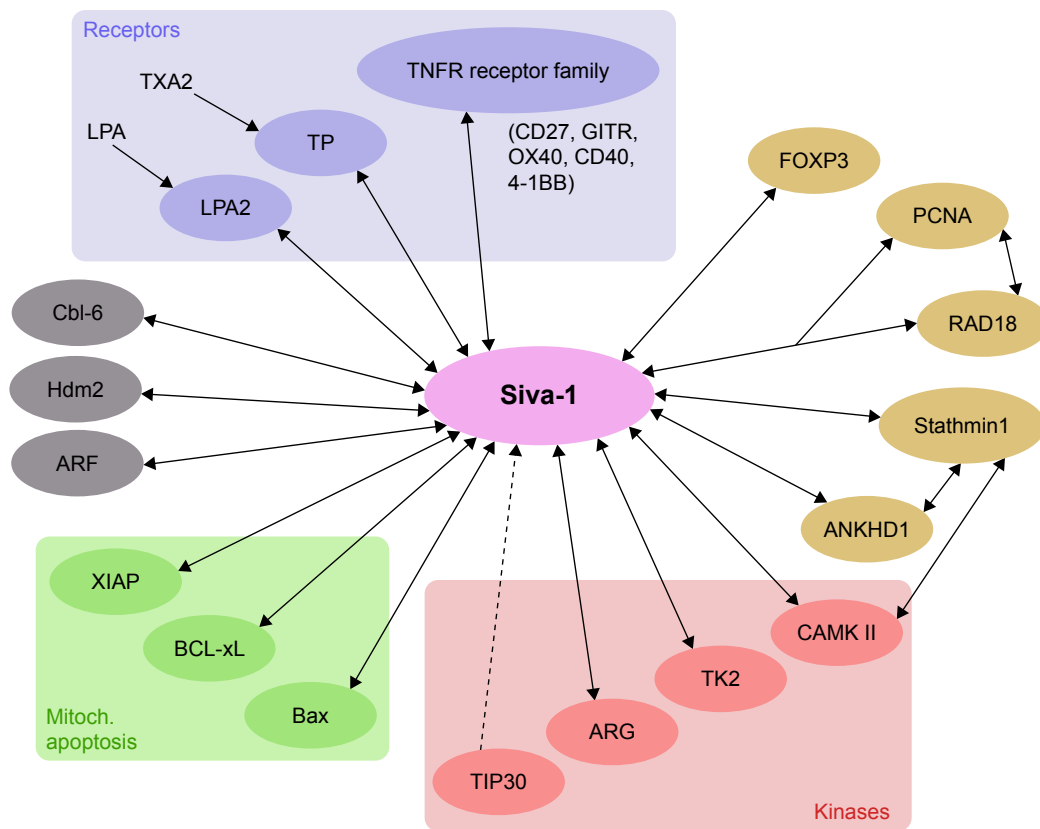 Receptors
TXA2
TNFR receptor family
LPA
TP
(CD27, GITR,
OX40, CD40,
4-1BB)
LPA2
FOXP3
PCNA
RAD18
Cbl-6
Hdm2
ARF
Siva-1
Stathmin1
ANKHD1
XIAP
BCL-xL
Bax
Mitoch.
apoptosis
CAMK II
TK2
ARG
TIP30
Kinases